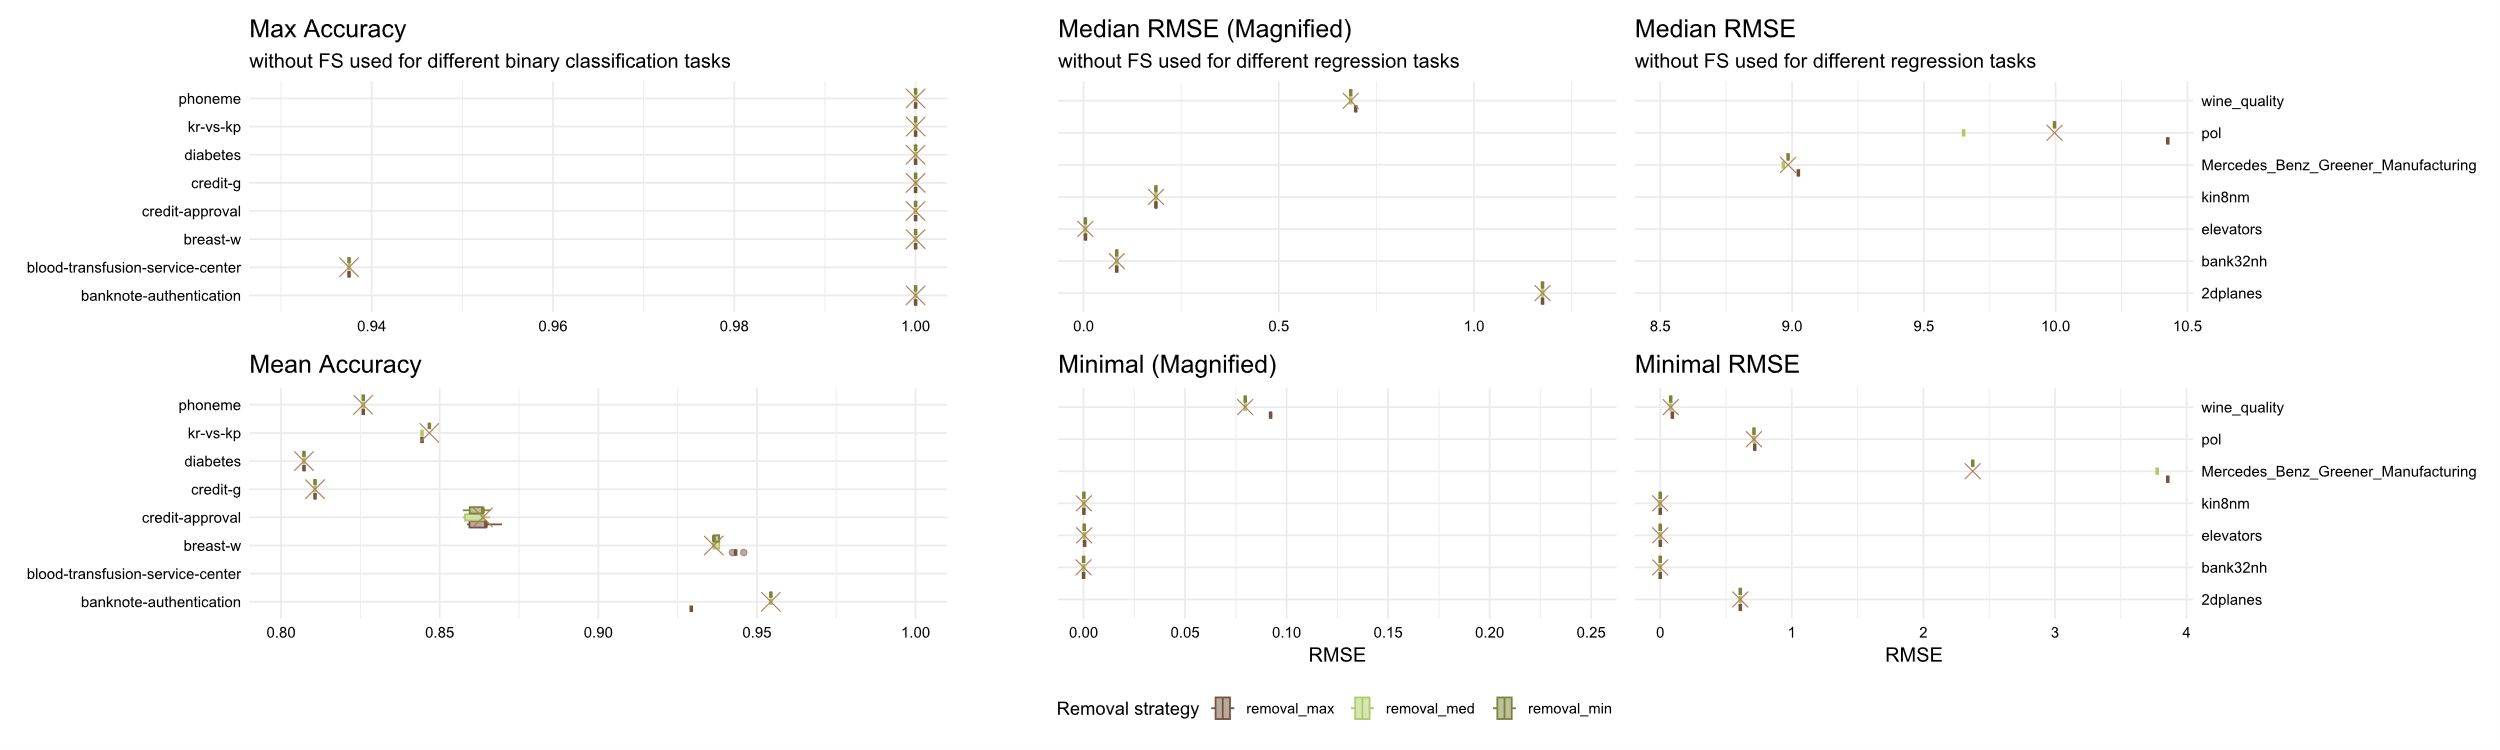 Max Accuracy
without FS used for different binary classification tasks
phoneme
kr-vs-kp
diabetes
credit-g
credit-approval
breast-w
blood-transfusion-service-center
banknote-authentication
0.94 0.96 0.98 1.00
Median RMSE (Magnified)
without FS used for different regression tasks
0.0 0.5 1.0
Median RMSE
without FS used for different regression tasks
wine_quality
pol
Mercedes_Benz_Greener_Manufacturing
kin8nm
elevators
bank32nh
2dplanes
8.5 9.0 9.5 10.0 10.5
Mean Accuracy
phoneme
kr-vs-kp
diabetes
credit-g
credit-approval
breast-w
blood-transfusion-service-center
banknote-authentication
0.80 0.85 0.90 0.95 1.00
Minimal (Magnified)
0.00 0.05 0.10 0.15 0.20 0.25
RMSE
Minimal RMSE
wine_quality
pol
Mercedes_Benz_Greener_Manufacturing
kin8nm
elevators
bank32nh
2dplanes
0 1 2 3 4
RMSE
Removal strategy removal_max removal_med removal_min